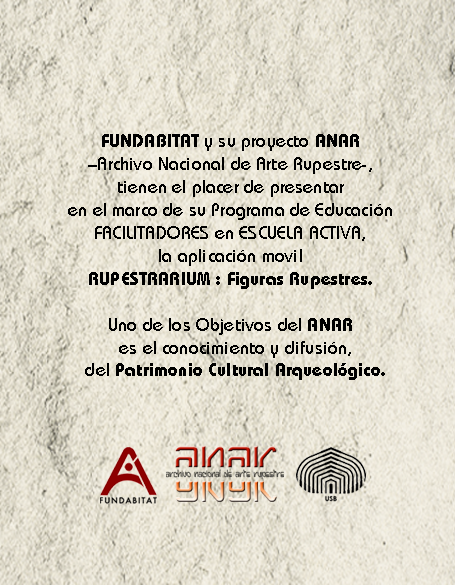 FUNDABITAT y su proyecto ANAR
–Archivo Nacional de Arte Rupestre-,
tienen el placer de presentar
en el marco de su Programa de Educación
FACILITADORES en ESCUELA ACTIVA,
la aplicación movil
RUPESTRARIUM : Figuras Rupestres.
Uno de los Objetivos del ANAR
es el conocimiento y difusión,
del Patrimonio Cultural Arqueológico.
FUNDABITAT
ANAR
archivo nacional de arte rupestre
USB